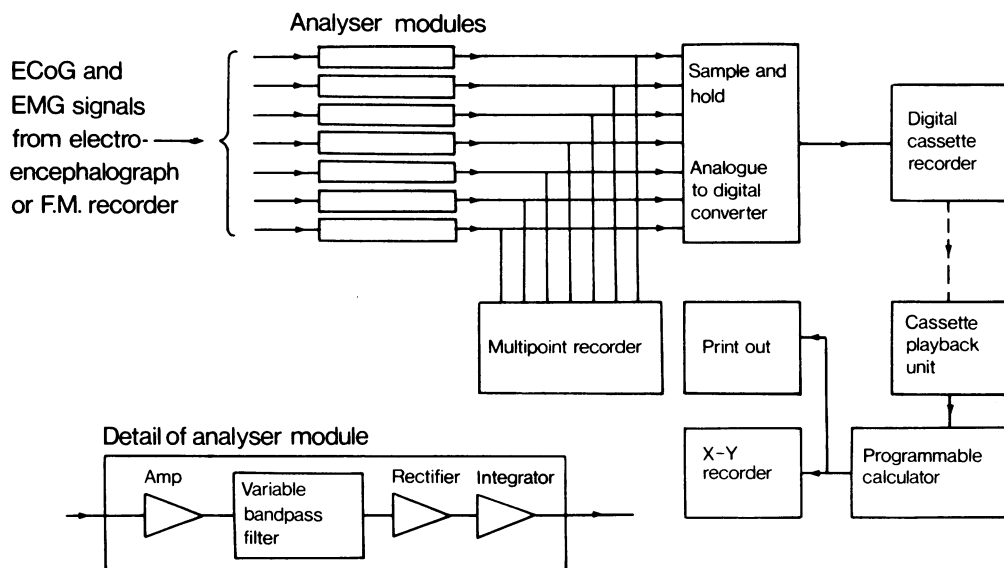 Analyser modules
ECoG and
EMG signals
from electro-
encephalograph
or F.M. recorder
Sample and
hold
Analogue
to digital
converter
Digital
cassette
recorder
Multipoint recorder
Print out
Cassette
playback
unit
X-Y
recorder
Programmable
calculator
Detail of analyser module
Amp
Variable
bandpass
filter
Rectifier
Integrator